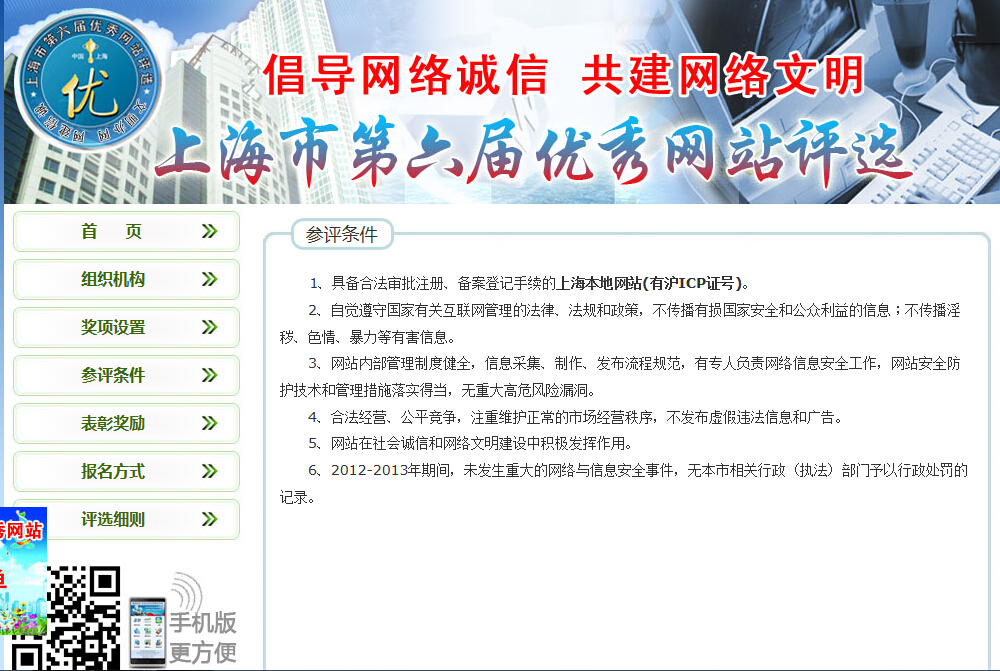 上海市第六届优秀网站评选
中国 上海
优
倡导网络诚信 共建网络文明
上海市第六届优秀网站评选
首 页
组织机构
奖项设置
参评条件
表彰奖励
报名方式
评选细则
秀网站
手机版
更方便
参评条件
1、具备合法审批注册、备案登记手续的上海本地网站(有沪ICP证号)。
2、自觉遵守国家有关互联网管理的法律、法规和政策，不传播有损国家安全和公众利益的信息；不传播淫
秽、色情、暴力等有害信息。
3、网站内部管理制度健全，信息采集、制作、发布流程规范，有专人负责网络信息安全工作，网站安全防
护技术和管理措施落实得当，无重大高危风险漏洞。
4、合法经营、公平竞争，注重维护正常的市场经营秩序，不发布虚假违法信息和广告。
5、网站在社会诚信和网络文明建设中积极发挥作用。
6、2012-2013年期间，未发生重大的网络与信息安全事件，无本市相关行政（执法）部门予以行政处罚的
记录。